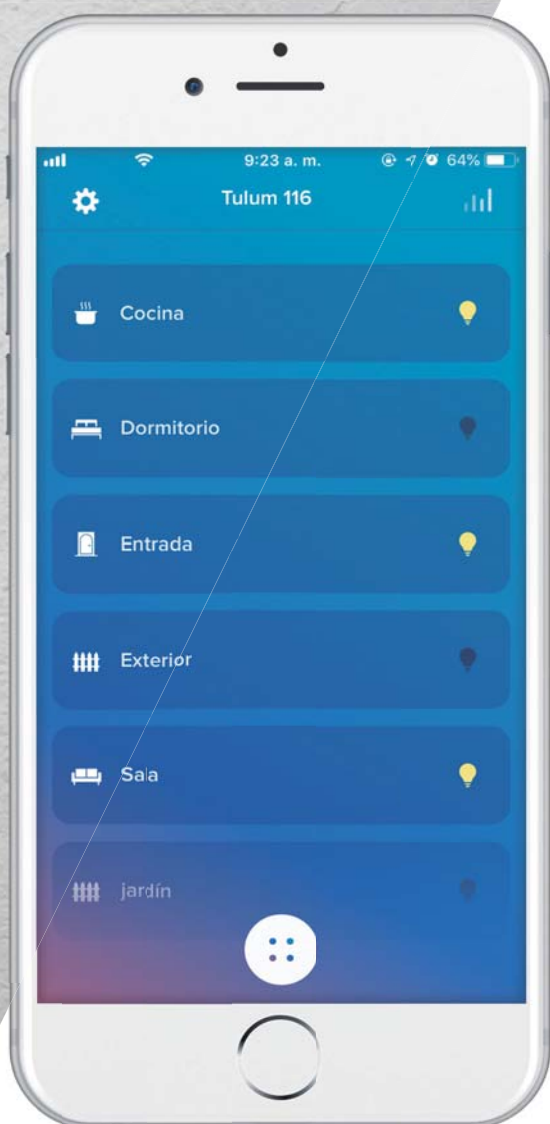 9:23 a. m. 64%
Tulum 116
Cocina
Dormitorio
Entrada
Exterior
Sala
jardín